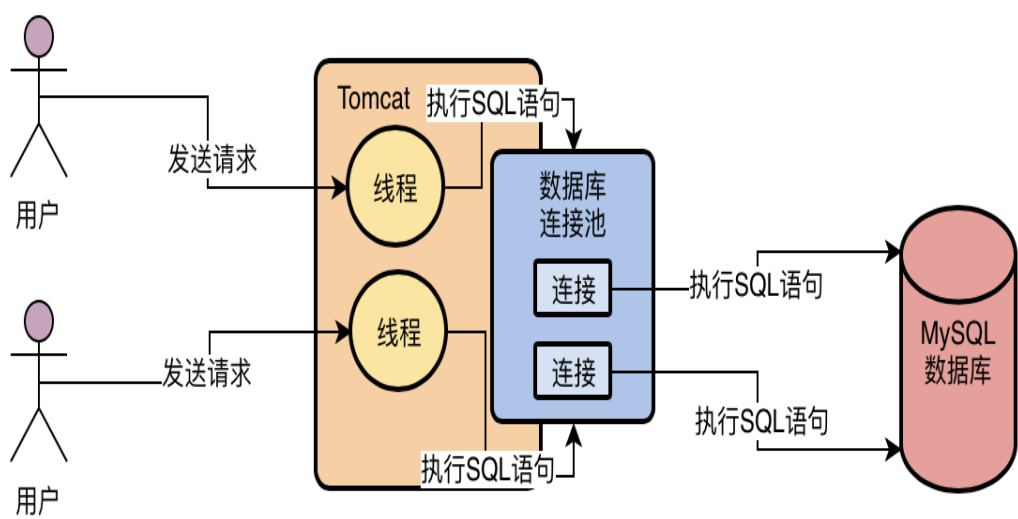 用户
发送请求
Tomcat
执行SQL语句
线程
数据库
连接池
连接
执行SQL语句
MySQL
数据库
用户
发送请求
线程
连接
执行SQL语句
执行SQL语句